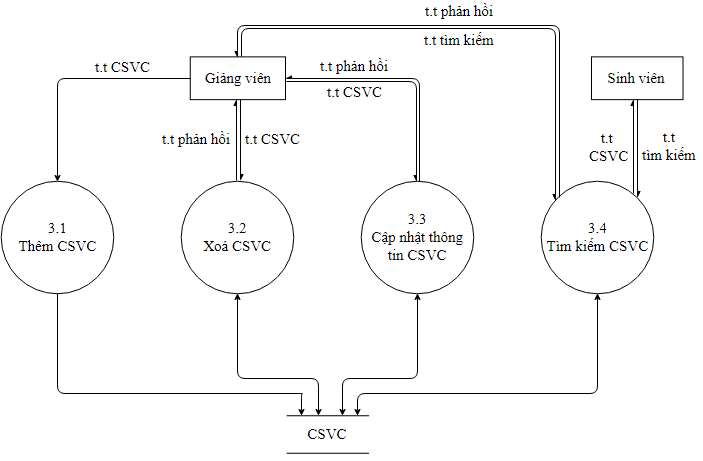 t.t phản hồi
t.t tìm kiếm
t.t CSVC
Giảng viên
t.t phản hồi
t.t CSVC
Sinh viên
t.t phản hồi
t.t CSVC
t.t
CSVC
t.t
tìm kiếm
3.1
Thêm CSVC
3.2
Xoá CSVC
3.3
Cập nhật thông
tin CSVC
3.4
Tìm kiếm CSVC
CSVC